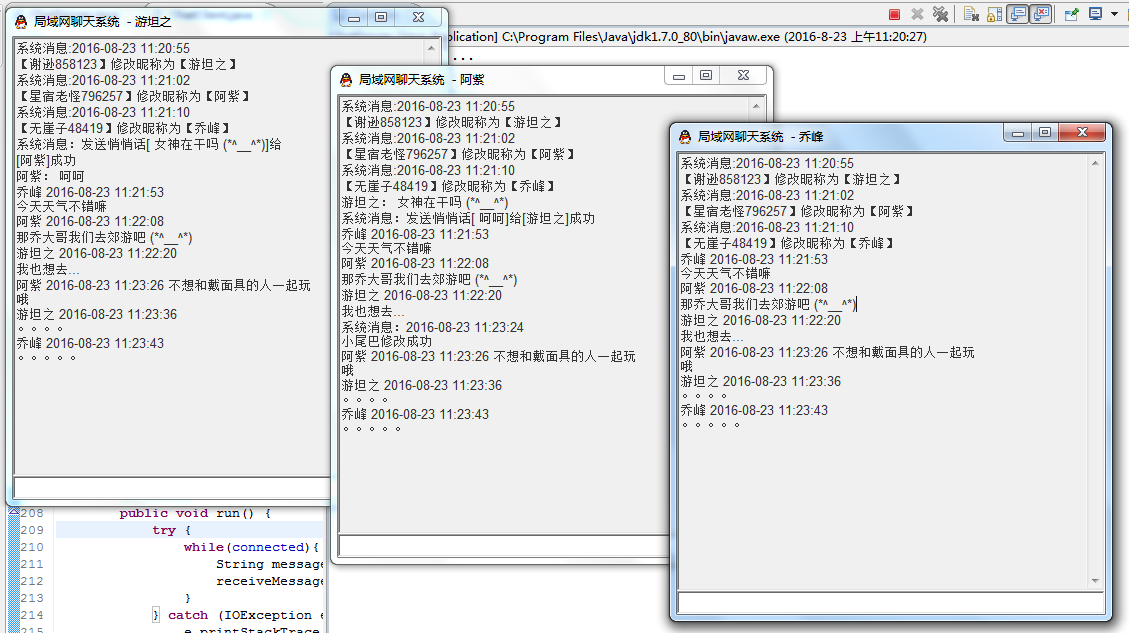 局域网聊天系统 - 游坦之
系统消息:2016-08-23 11:20:55
【谢逊858123】修改昵称为【游坦之】
系统消息:2016-08-23 11:21:02
【星宿老怪796257】修改昵称为【阿紫】
系统消息:2016-08-23 11:21:10
【无崖子48419】修改昵称为【乔峰】
系统消息：发送悄悄话[ 女神在干吗 (*^__^*)]给
[阿紫]成功
阿紫： 呵呵
乔峰 2016-08-23 11:21:53
今天天气不错嘛
阿紫 2016-08-23 11:22:08
那乔大哥我们去郊游吧 (*^__^*)
游坦之 2016-08-23 11:22:20
我也想去...
阿紫 2016-08-23 11:23:26 不想和戴面具的人一起玩
哦
游坦之 2016-08-23 11:23:36
。。。。
乔峰 2016-08-23 11:23:43
。。。。。
pplication] C:\Program Files\Java\jdk1.7.0_80\bin\javaw.exe (2016-8-23 上午11:20:27)
...
局域网聊天系统 - 阿紫
系统消息:2016-08-23 11:20:55
【谢逊858123】修改昵称为【游坦之】
系统消息:2016-08-23 11:21:02
【星宿老怪796257】修改昵称为【阿紫】
系统消息:2016-08-23 11:21:10
【无崖子48419】修改昵称为【乔峰】
游坦之： 女神在干吗 (*^__^*)
系统消息：发送悄悄话[ 呵呵]给[游坦之]成功
乔峰 2016-08-23 11:21:53
今天天气不错嘛
阿紫 2016-08-23 11:22:08
那乔大哥我们去郊游吧 (*^__^*)
游坦之 2016-08-23 11:22:20
我也想去...
系统消息：2016-08-23 11:23:24
小尾巴修改成功
阿紫 2016-08-23 11:23:26 不想和戴面具的人一起玩
哦
游坦之 2016-08-23 11:23:36
。。。。
乔峰 2016-08-23 11:23:43
。。。。。
局域网聊天系统 - 乔峰
系统消息:2016-08-23 11:20:55
【谢逊858123】修改昵称为【游坦之】
系统消息:2016-08-23 11:21:02
【星宿老怪796257】修改昵称为【阿紫】
系统消息:2016-08-23 11:21:10
【无崖子48419】修改昵称为【乔峰】
乔峰 2016-08-23 11:21:53
今天天气不错嘛
阿紫 2016-08-23 11:22:08
那乔大哥我们去郊游吧 (*^__^*)
游坦之 2016-08-23 11:22:20
我也想去...
阿紫 2016-08-23 11:23:26 不想和戴面具的人一起玩
哦
游坦之 2016-08-23 11:23:36
。。。。
乔峰 2016-08-23 11:23:43
。。。。。
208 public void run() {
209 try {
210 while(connected){
211 String message
212 receiveMessage
213 }
214 } catch (IOException e
215 e.printStackTrace